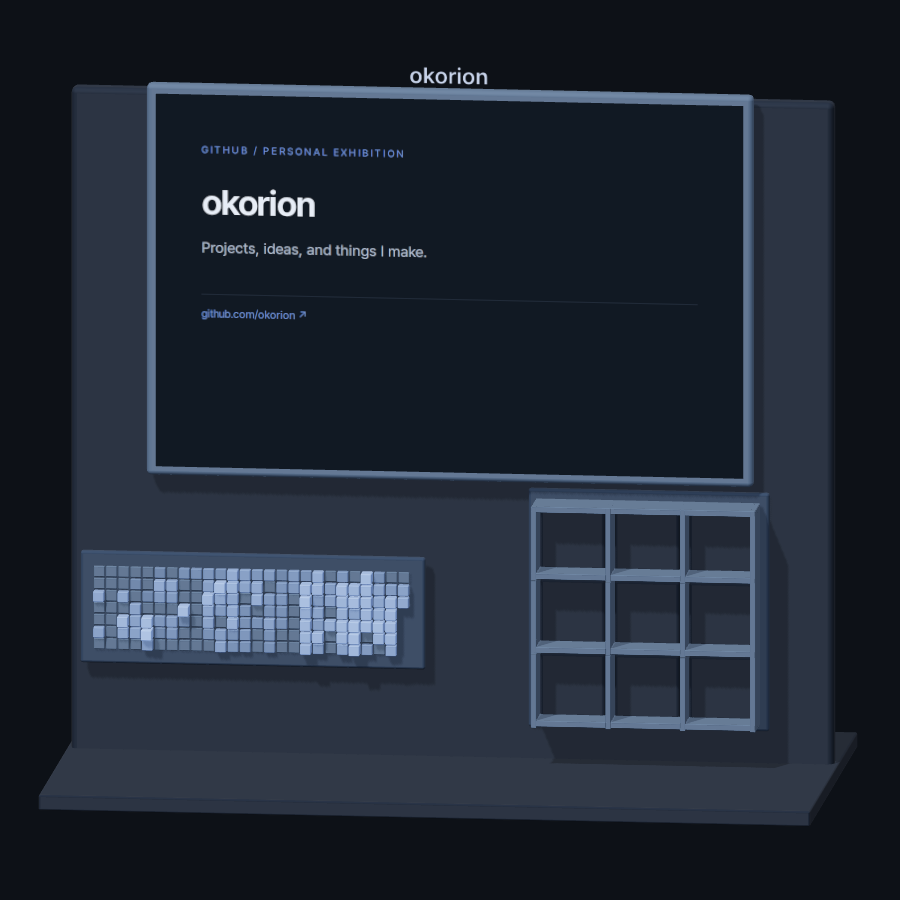 okorion
GITHUB / PERSONAL EXHIBITION
okorion
Projects, ideas, and things I make.
github.com/okorion ↗